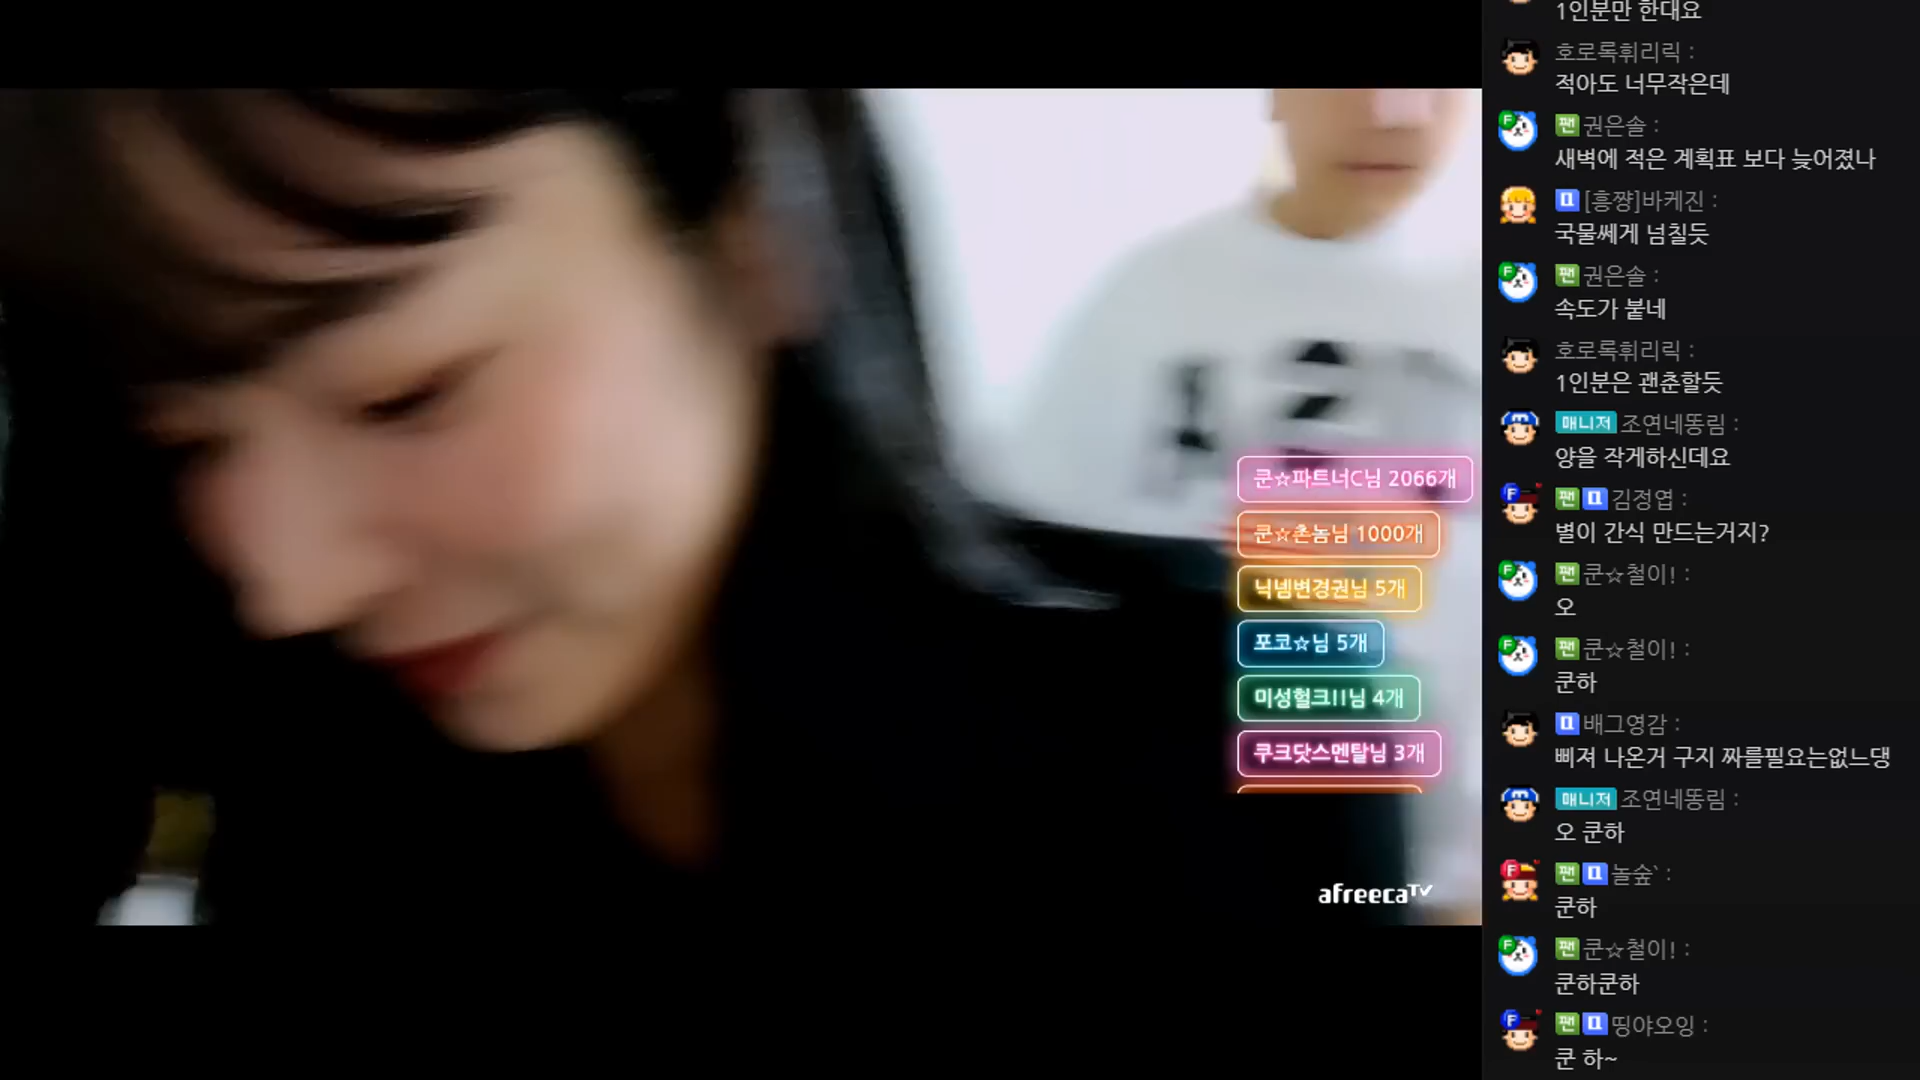 쿤☆파트너C님 2066개
쿤☆촌놈님 1000개
닉넴변경권님 5개
포코☆님 5개
미성헐크II님 4개
쿠크닷스멘탈님 3개
afreecaTV
1인분만 한대요
호로록휘리릭 :
적아도 너무작은데
팬 권은솔 :
새벽에 적은 계획표 보다 늦어졌나
[흥쨩]바케진 :
국물쎄게 넘칠듯
팬 권은솔 :
속도가 붙네
호로록휘리릭 :
1인분은 괜춘할듯
매니저 조연네똥림 :
양을 작게하신데요
팬 김정엽 :
별이 간식 만드는거지?
팬 쿤☆철이! :
오
팬 쿤☆철이! :
쿤하
배그영감 :
삐져 나온거 구지 짜를필요는없느댕
매니저 조연네똥림 :
오 쿤하
팬 놀숲` :
쿤하
팬 쿤☆철이! :
쿤하쿤하
팬 띵야오잉 :
쿤 하~